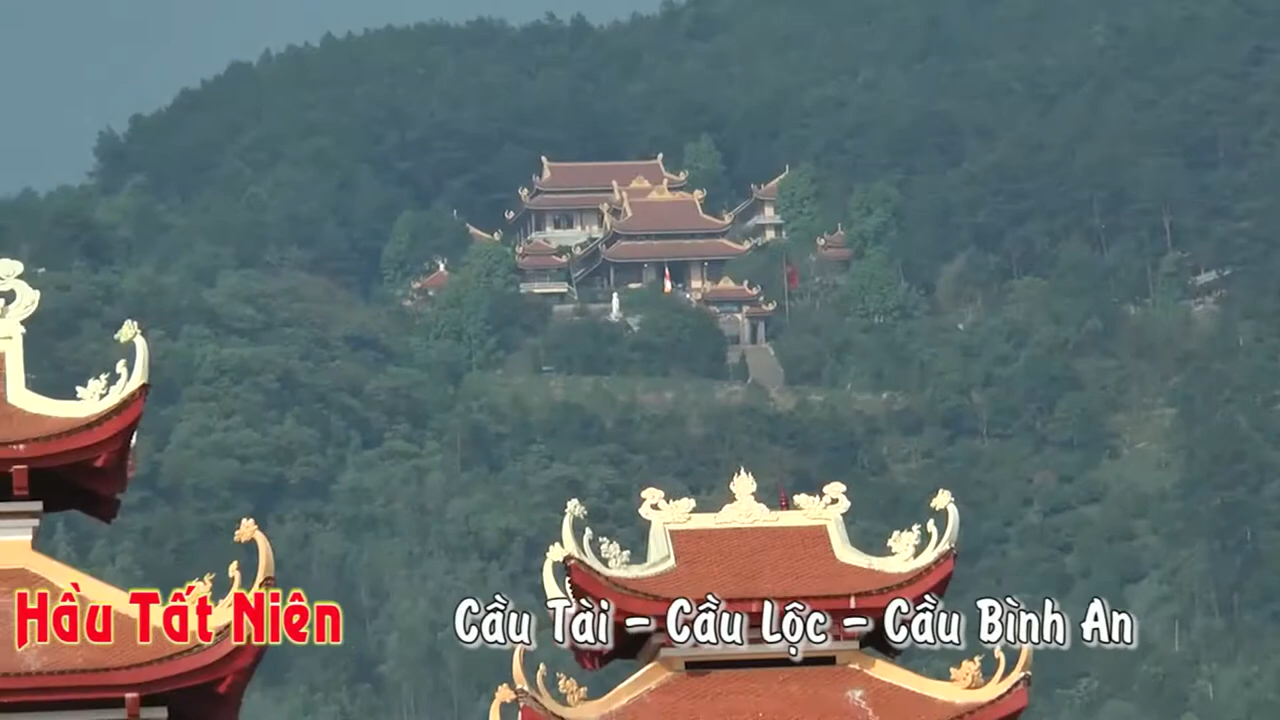 Hầu Tất Niên
Cầu Tài - Cầu Lộc - Cầu Bình An